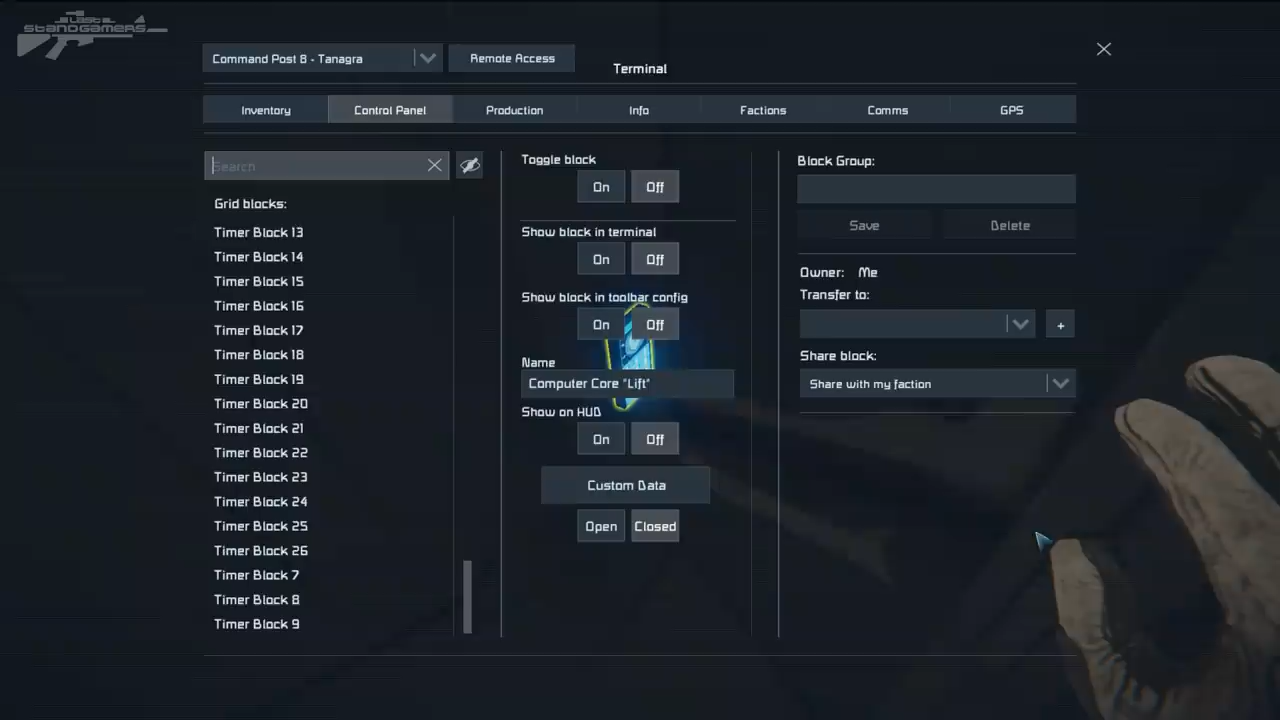 LAST
STANDGAMERS
Command Post 8 - Tanagra
Remote Access
Terminal
Inventory
Control Panel
Production
Info
Factions
Comms
GPS
Search
Grid blocks:
Timer Block 13
Timer Block 14
Timer Block 15
Timer Block 16
Timer Block 17
Timer Block 18
Timer Block 19
Timer Block 20
Timer Block 21
Timer Block 22
Timer Block 23
Timer Block 24
Timer Block 25
Timer Block 26
Timer Block 7
Timer Block 8
Timer Block 9
Toggle block
On Off
Show block in terminal
On Off
Show block in toolbar config
On Off
Name
Computer Core "Lift"
Show on HUD
On Off
Custom Data
Open Closed
Block Group:
Save Delete
Owner: Me
Transfer to:
+
Share block:
Share with my faction